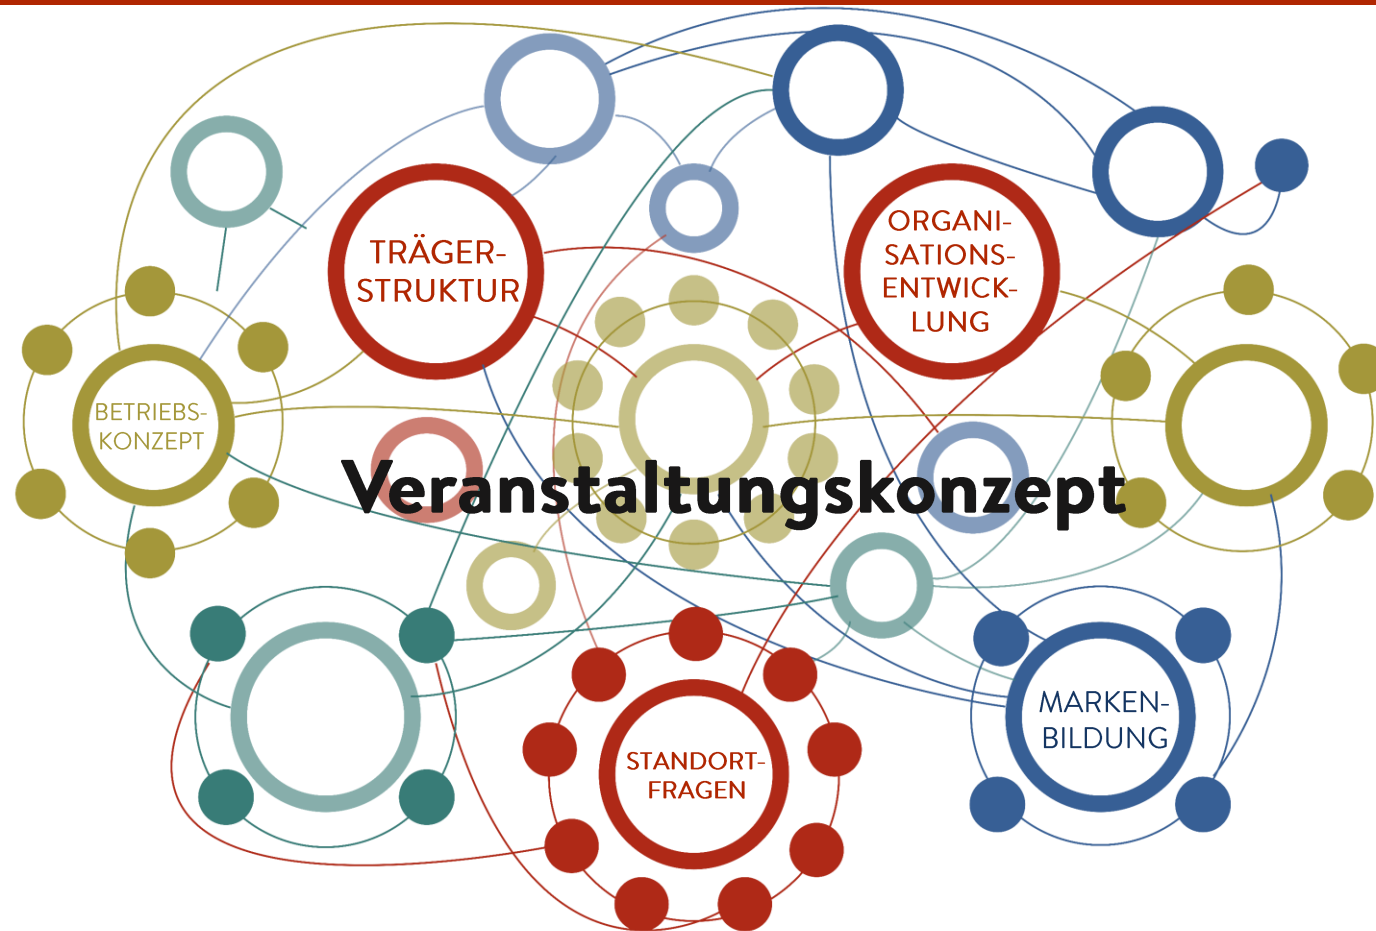 TRÄGER-
STRUKTUR
ORGANI-
SATIONS-
ENTWICK-
LUNG
BETRIEBS-
KONZEPT
Veranstaltungskonzept
STANDORT-
FRAGEN
MARKEN-
BILDUNG